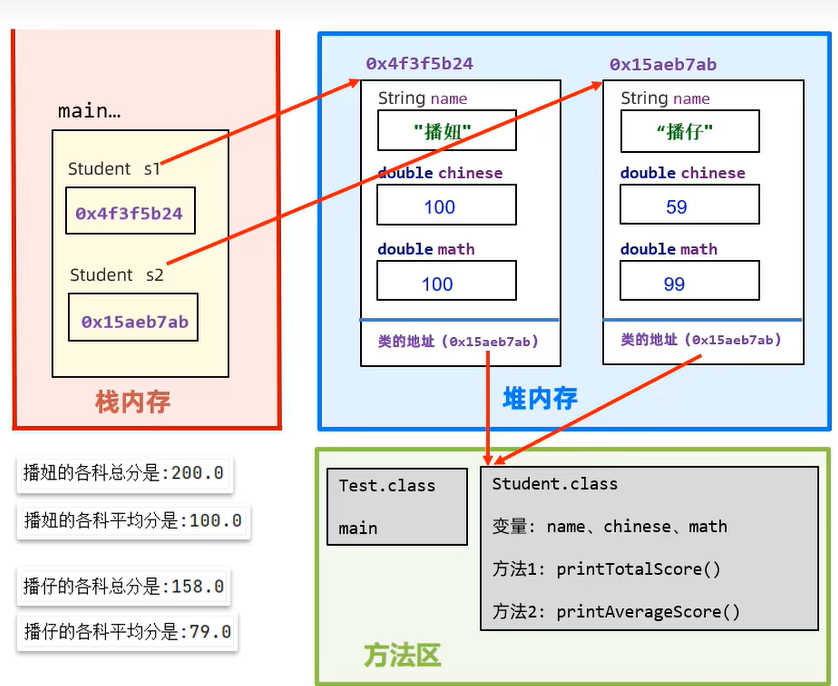 main…
Student s1
0x4f3f5b24
Student s2
0x15aeb7ab
栈内存
0x4f3f5b24
String name
"播妞"
double chinese
100
double math
100
类的地址（0x15aeb7ab）
0x15aeb7ab
String name
“播仔"
double chinese
59
double math
99
类的地址（0x15aeb7ab）
堆内存
播妞的各科总分是:200.0
播妞的各科平均分是:100.0
播仔的各科总分是:158.0
播仔的各科平均分是:79.0
Test.class
main
Student.class
变量: name、chinese、math
方法1: printTotalScore()
方法2: printAverageScore()
方法区